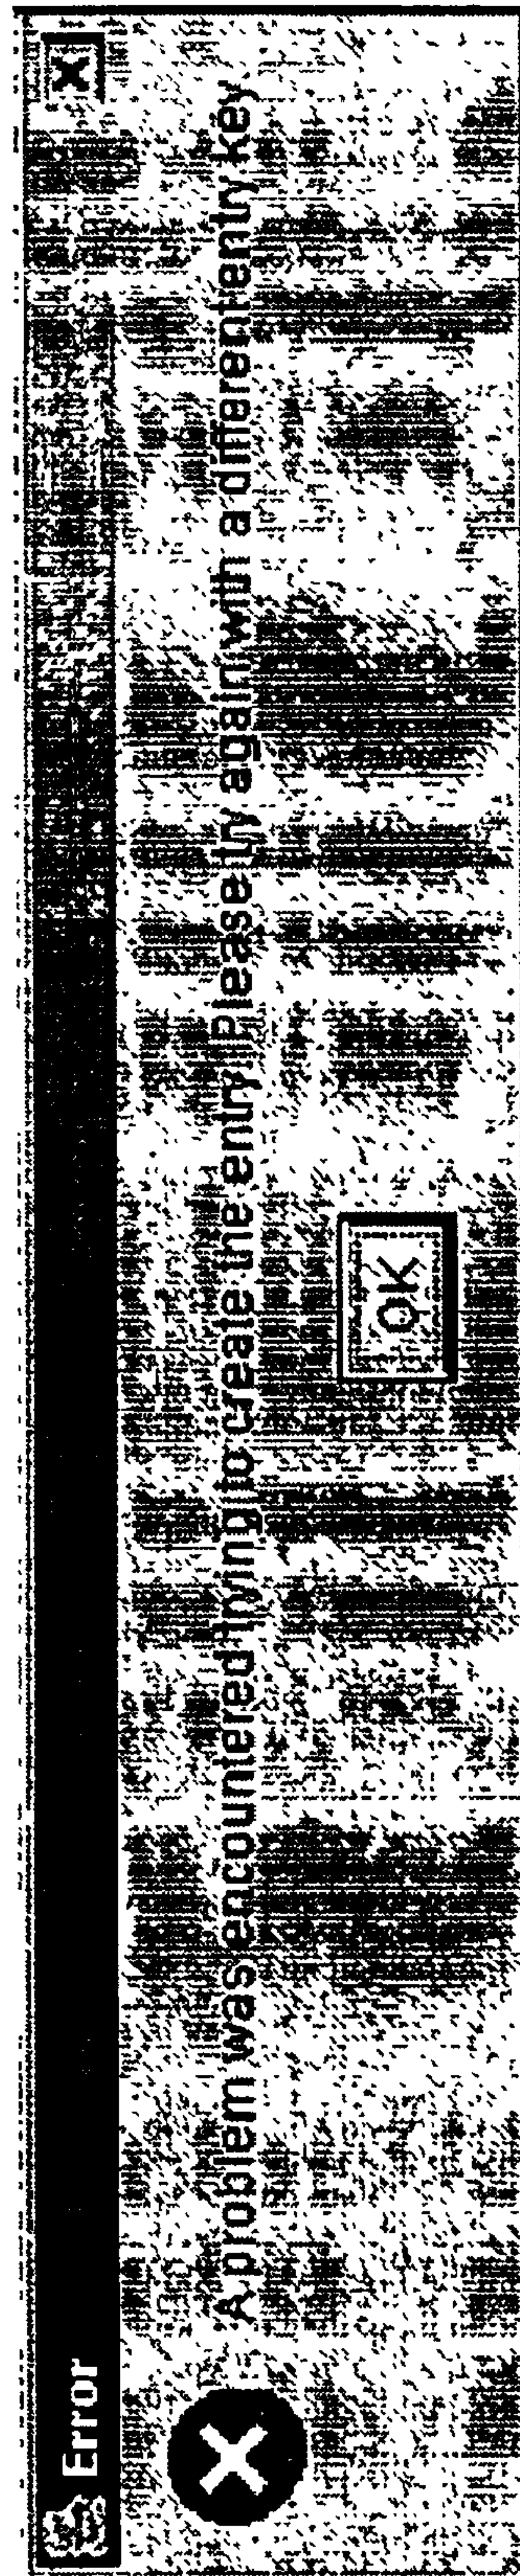 Error
A problem was encountered trying to create the entry. Please try again with a different entry key.
OK